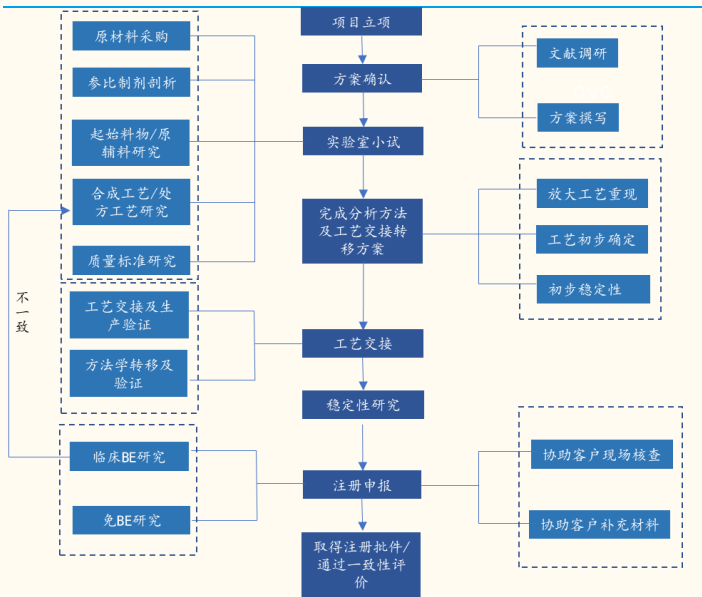 项目立项
方案确认
文献调研
方案撰写
实验室小试
原材料采购
参比制剂剖析
起始料物/原
辅料研究
合成工艺/处
方工艺研究
质量标准研究
完成分析方法
及工艺交接转
移方案
放大工艺重现
工艺初步确定
初步稳定性
工艺交接
工艺交接及生
产验证
方法学转移及
验证
稳定性研究
注册申报
临床BE研究
免BE研究
不一致
协助客户现场核查
协助客户补充材料
取得注册批件/
通过一致性评
价